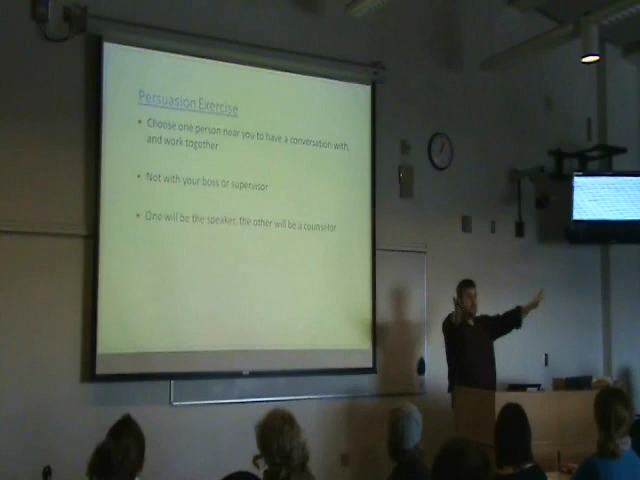 Persuasion Exercise
• Choose one person near you to have a conversation with,
and work together
• Not with your boss or supervisor
• One will be the speaker, the other will be a counselor